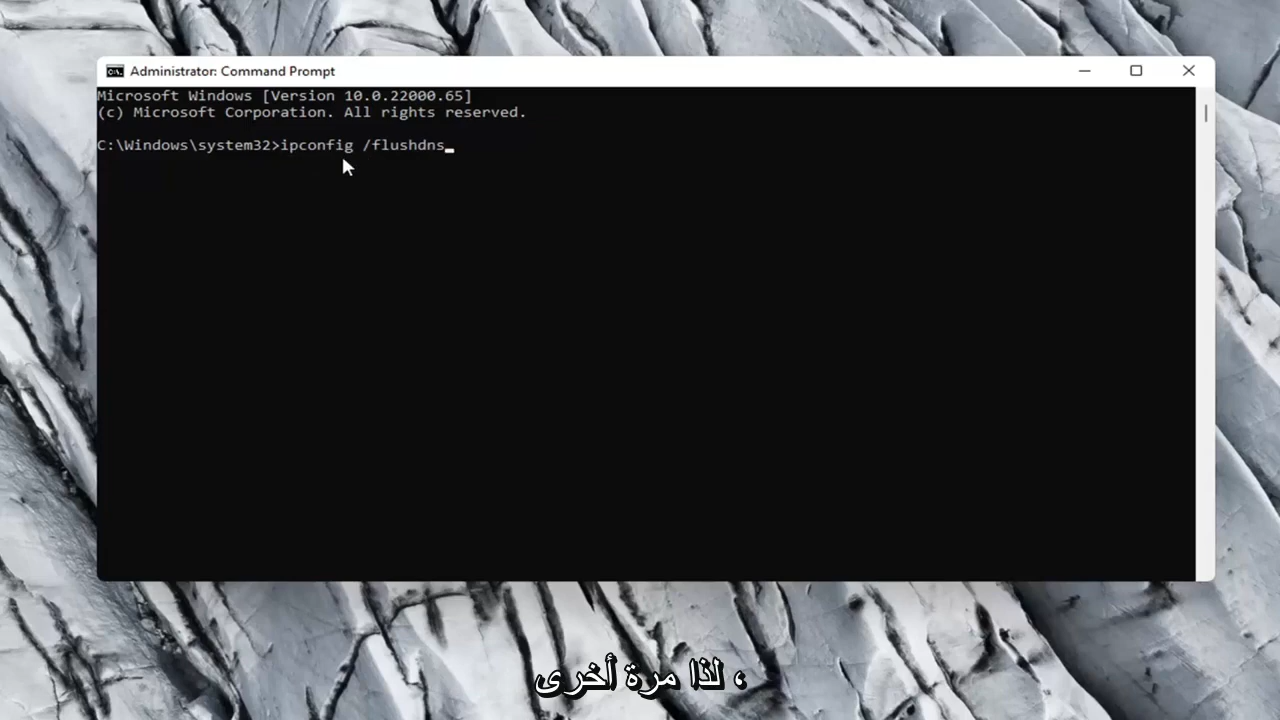 Administrator: Command Prompt
Microsoft Windows [Version 10.0.22000.65]
(c) Microsoft Corporation. All rights reserved.
C:\Windows\system32>ipconfig /flushdns
، لذا مرة أخرى